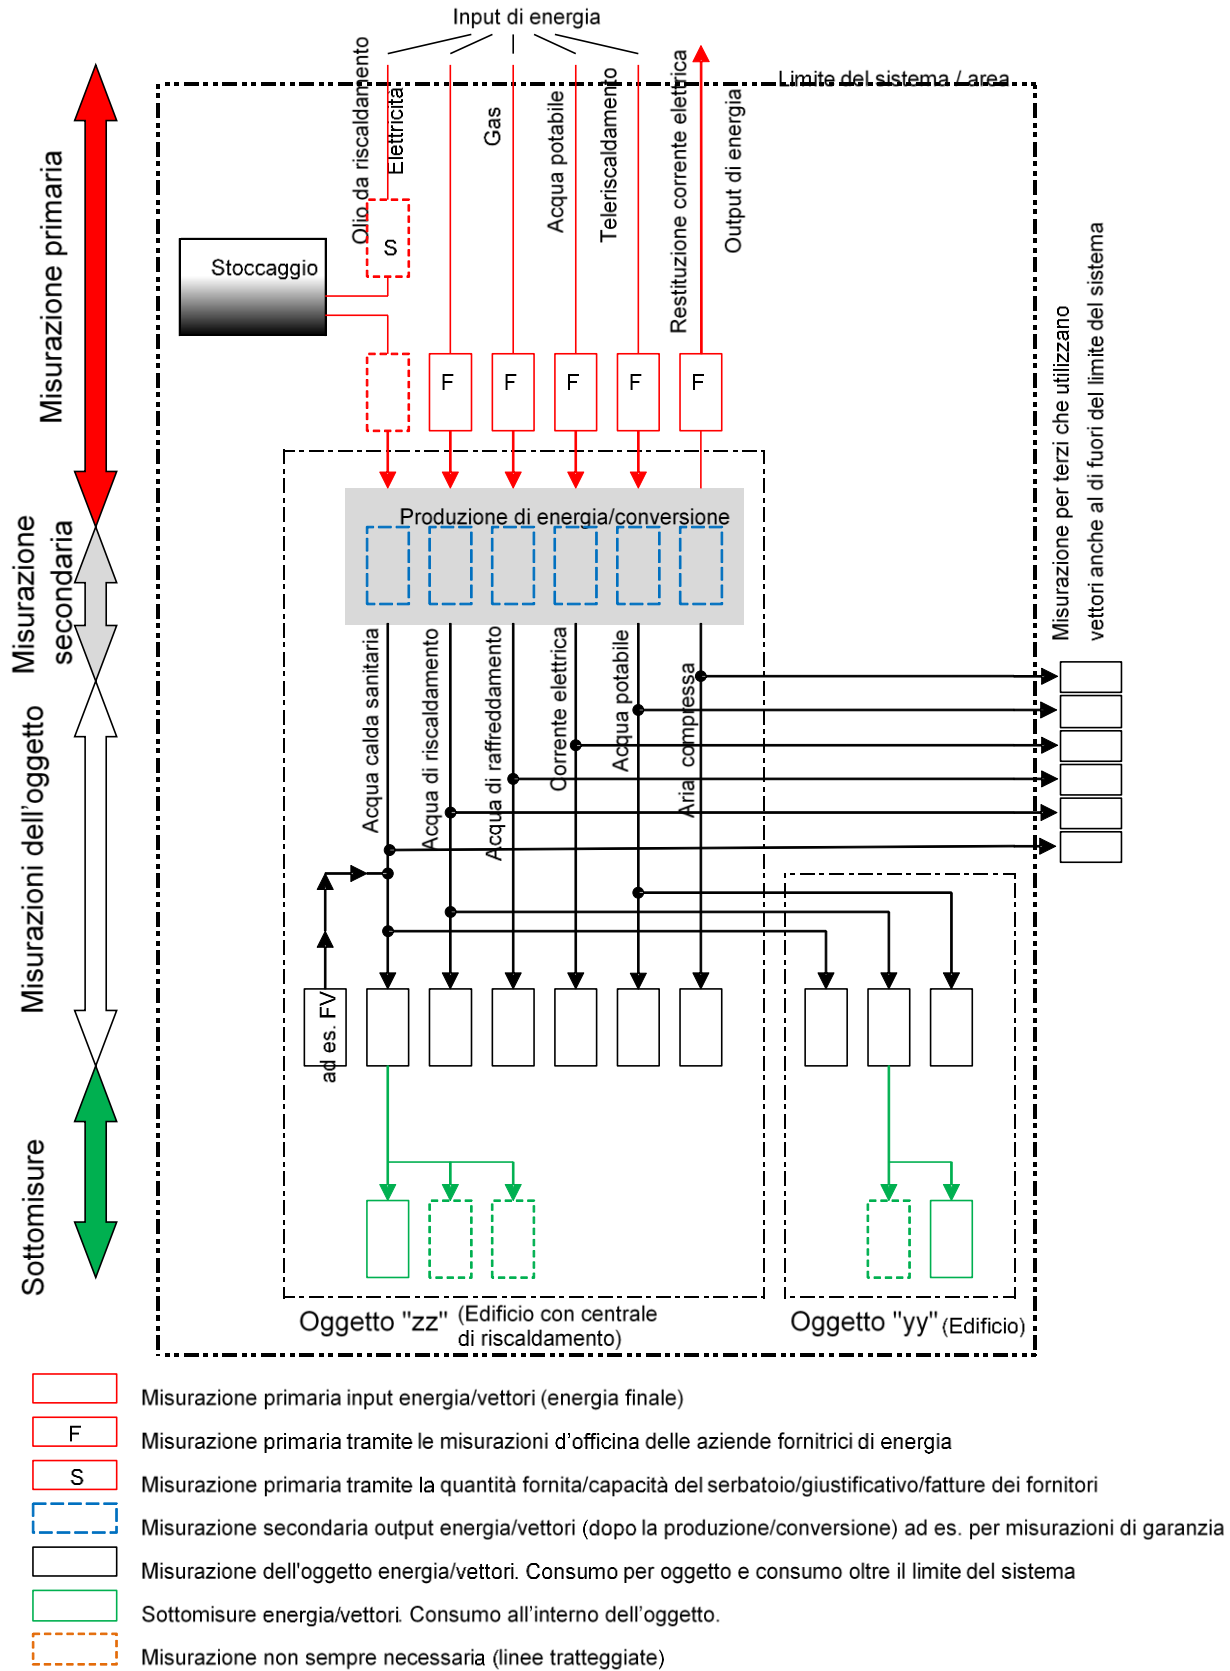 Input di energia
Limite del sistema / area
Olio da riscaldamento
Elettricità
Gas
Acqua potabile
Teleriscaldamento
Restituzione corrente elettrica
Output di energia
Misurazione primaria
S
Stoccaggio
F
F
F
F
F
Misurazione per terzi che utilizzano
vettori anche al di fuori del limite del sistema
Produzione di energia/conversione
Misurazione
secondaria
Acqua calda sanitaria
Acqua di riscaldamento
Acqua di raffreddamento
Corrente elettrica
Acqua potabile
Aria compressa
Misurazioni dell'oggetto
ad es. FV
Sottomisure
Oggetto "zz" (Edificio con centrale
di riscaldamento)
Oggetto "yy" (Edificio)
Misurazione primaria input energia/vettori (energia finale)
F Misurazione primaria tramite le misurazioni d’officina delle aziende fornitrici di energia
S Misurazione primaria tramite la quantità fornita/capacità del serbatoio/giustificativo/fatture dei fornitori
Misurazione secondaria output energia/vettori (dopo la produzione/conversione) ad es. per misurazioni di garanzia
Misurazione dell'oggetto energia/vettori. Consumo per oggetto e consumo oltre il limite del sistema
Sottomisure energia/vettori. Consumo all’interno dell’oggetto.
Misurazione non sempre necessaria (linee tratteggiate)